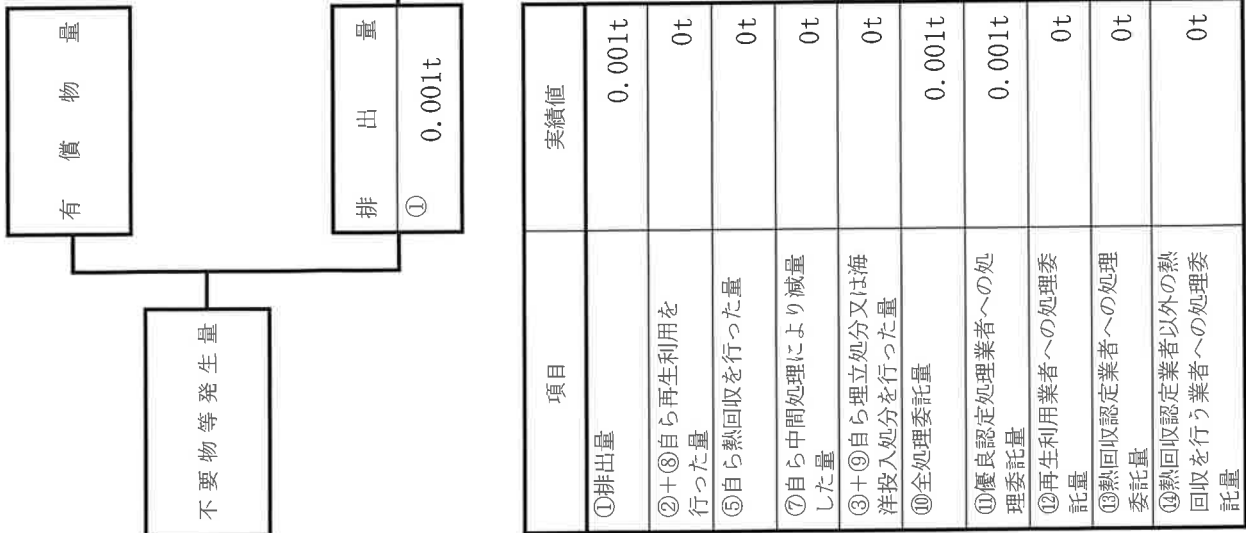 有償物量
不要物等発生量
排出量
①
0.001t
項目
実績値
①排出量
0.001t
②＋⑧自ら再生利用を
行った量
0t
⑤自ら熱回収を行った量
0t
⑦自ら中間処理により減量
した量
0t
③＋⑨自ら埋立処分又は海
洋投入処分を行った量
0t
⑩全処理委託量
0.001t
⑪優良認定処理業者への処
理委託量
0.001t
⑫再生利用業者への処理委
託量
0t
⑬熱回収認定業者への処理
委託量
0t
⑭熱回収認定業者以外の熱
回収を行う業者への処理委
託量
0t